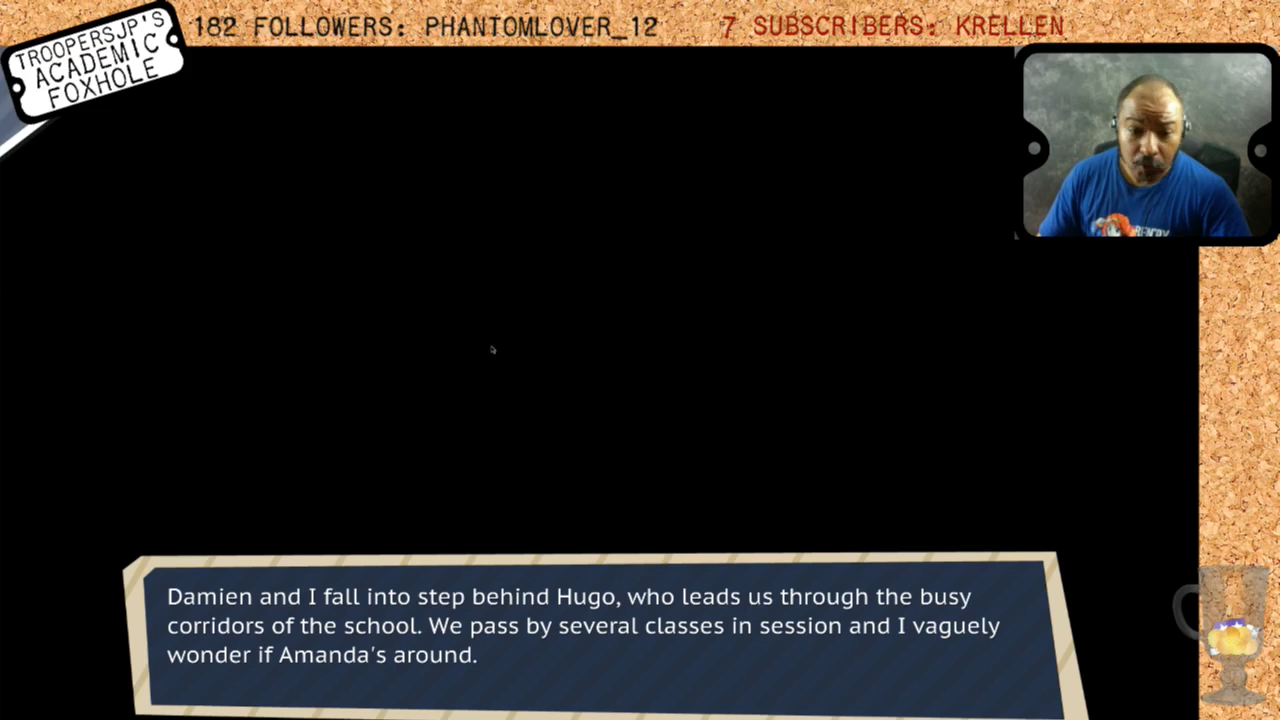 TROOPERSJP'S
ACADEMIC
FOXHOLE
182 FOLLOWERS: PHANTOMLOVER_12
7 SUBSCRIBERS: KRELLEN
Damien and I fall into step behind Hugo, who leads us through the busy
corridors of the school. We pass by several classes in session and I vaguely
wonder if Amanda's around.